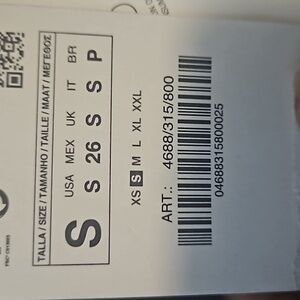 TALLA / SIZE / TAMANHO / TAILLE / MAAT / ΜΕΓΕΘΟΣ
S
USA MEX UK IT BR
S 26 S S P
XS S M L XL XXL
ART.: 4688/315/800
04688315800025